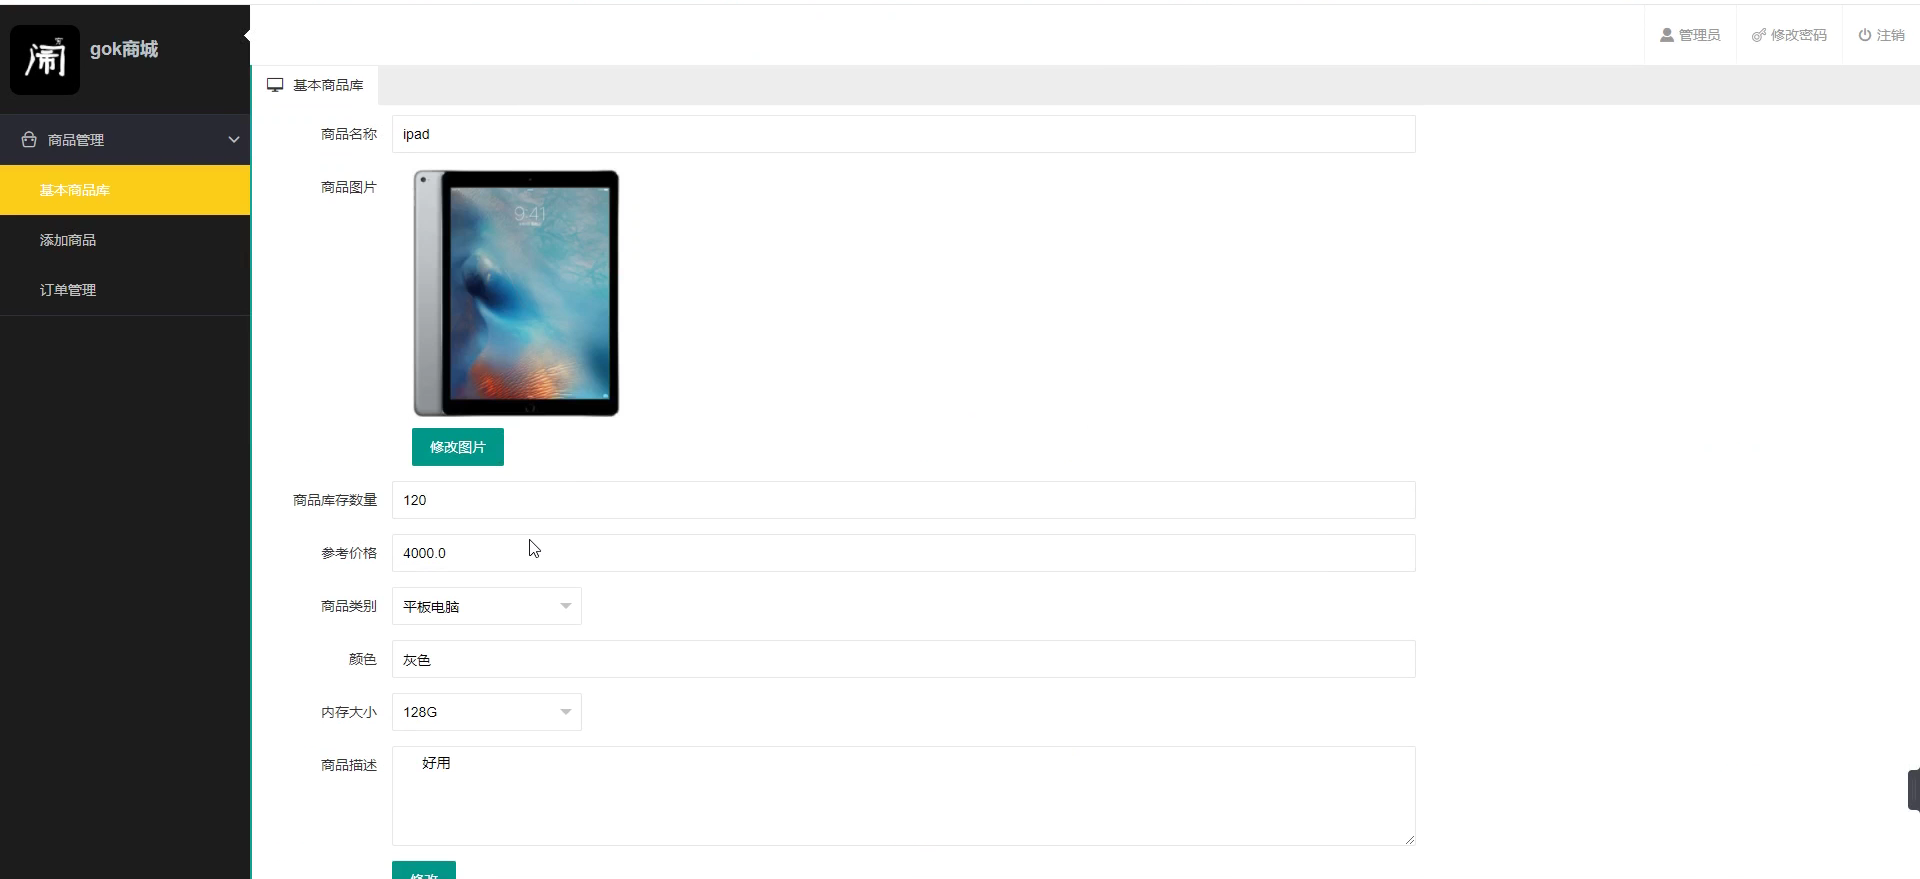 闹
gok商城
管理员
修改密码
注销
基本商品库
商品管理
基本商品库
添加商品
订单管理
商品名称
ipad
商品图片
9:41
修改图片
商品库存数量
120
参考价格
4000.0
商品类别
平板电脑
颜色
灰色
内存大小
128G
商品描述
好用
修改